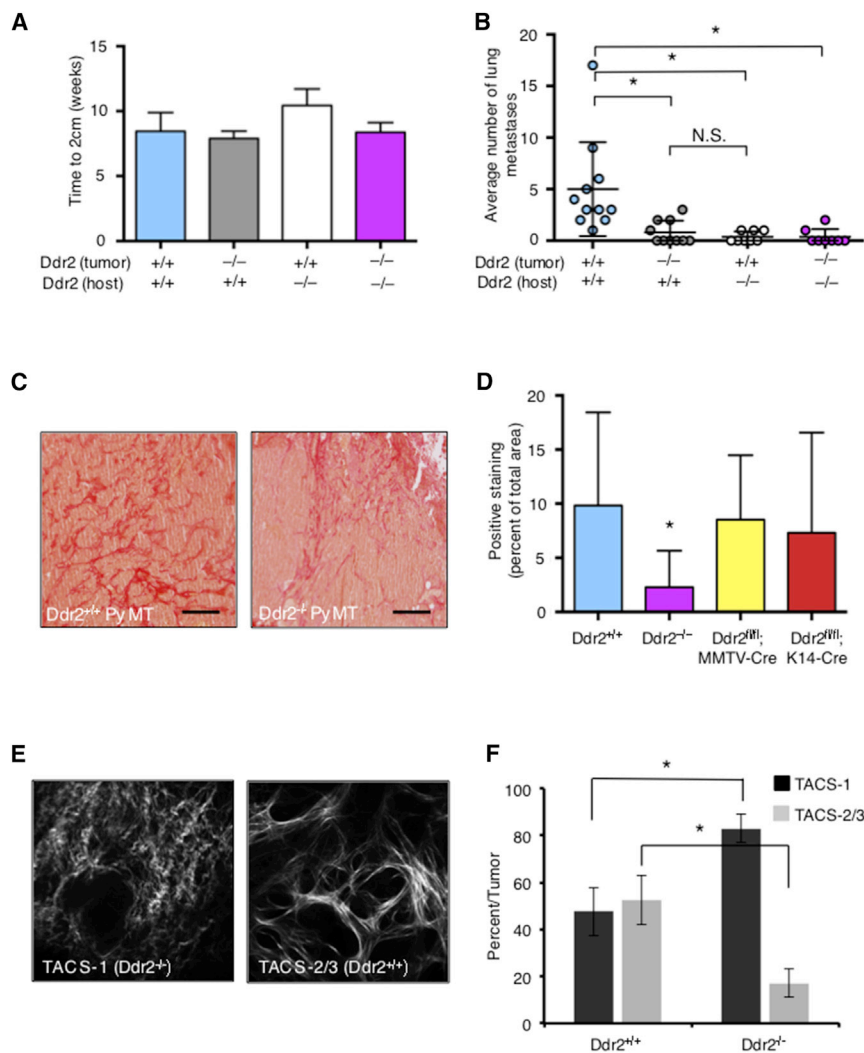 A
Time to 2cm (weeks)
15
10
5
0
Ddr2 (tumor) +/+ –/– +/+ –/–
Ddr2 (host) +/+ +/+ –/– –/–
B
Average number of lung
metastases
20
15
10
5
0
*
*
*
N.S.
Ddr2 (tumor) +/+ –/– +/+ –/–
Ddr2 (host) +/+ +/+ –/– –/–
C
Ddr2+/+ PyMT
Ddr2-/- PyMT
D
Positive staining
(percent of total area)
20
15
10
5
0
*
Ddr2+/+ Ddr2–/– Ddr2fl/fl; Ddr2fl/fl;
MMTV-Cre K14-Cre
E
TACS-1 (Ddr2-/-)
TACS-2/3 (Ddr2+/+)
F
Percent/Tumor
100
80
60
40
20
0
*
*
TACS-1
TACS-2/3
Ddr2+/+ Ddr2-/-